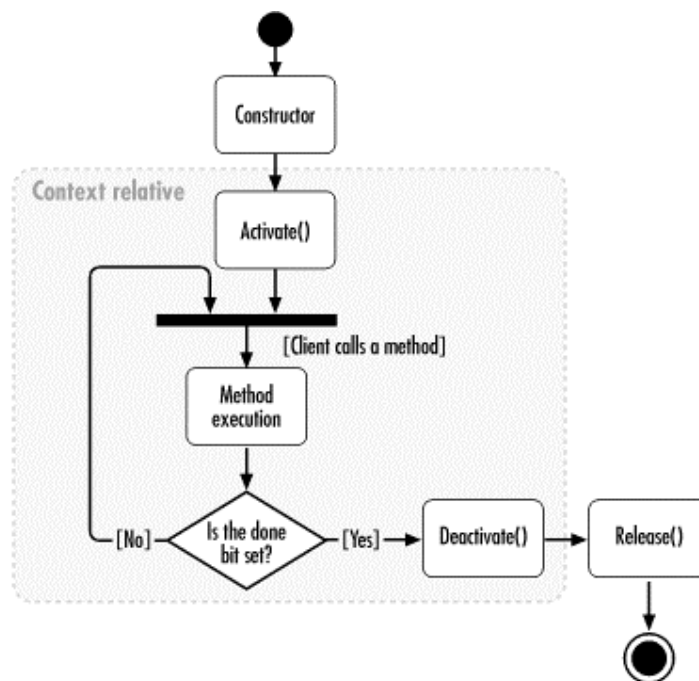 Constructor
Context relative
Activate()
[Client calls a method]
Method
execution
[No]
Is the done
bit set?
[Yes]
Deactivate()
Release()